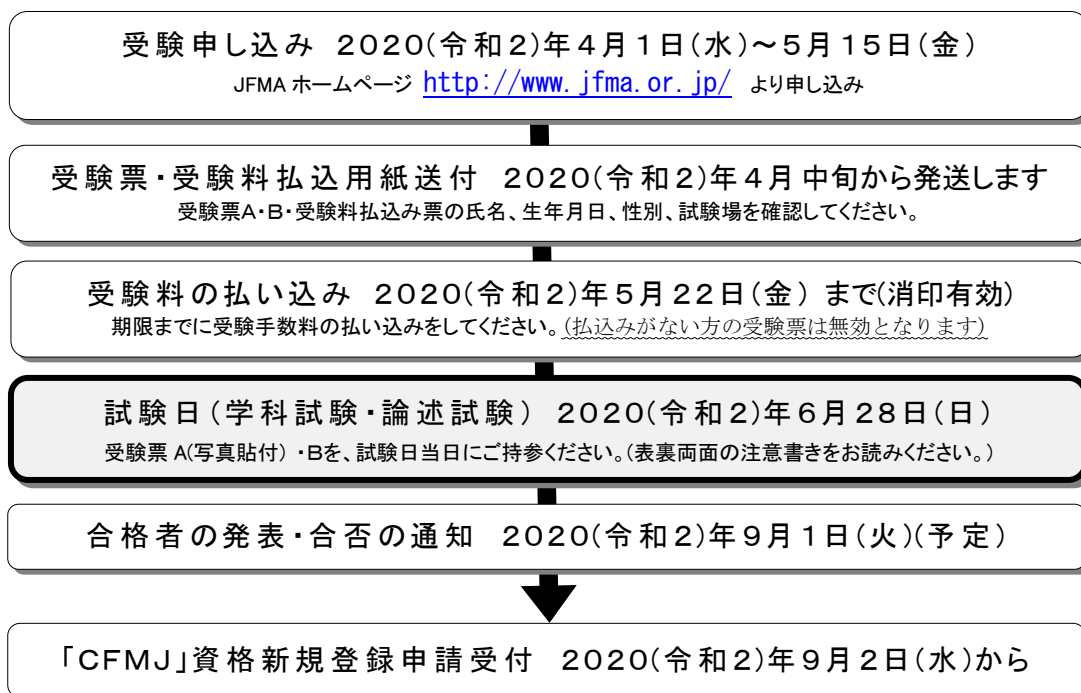 受験申し込み 2020(令和2)年4月1日(水)~5月15日(金)
JFMA ホームページ http://www.jfma.or.jp/ より申し込み
受験票・受験料払込用紙送付 2020(令和2)年4月中旬から発送します
受験票A・B・受験料払込み票の氏名、生年月日、性別、試験場を確認してください。
受験料の払い込み 2020(令和2)年5月22日(金) まで(消印有効)
期限までに受験手数料の払い込みをしてください。(払込みがない方の受験票は無効となります)
試験日(学科試験・論述試験) 2020(令和2)年6月28日(日)
受験票 A(写真貼付)・Bを、試験日当日にご持参ください。(表裏両面の注意書きをお読みください。)
合格者の発表・合否の通知 2020(令和2)年9月1日(火)(予定)
「CFMJ」資格新規登録申請受付 2020(令和2)年9月2日(水)から